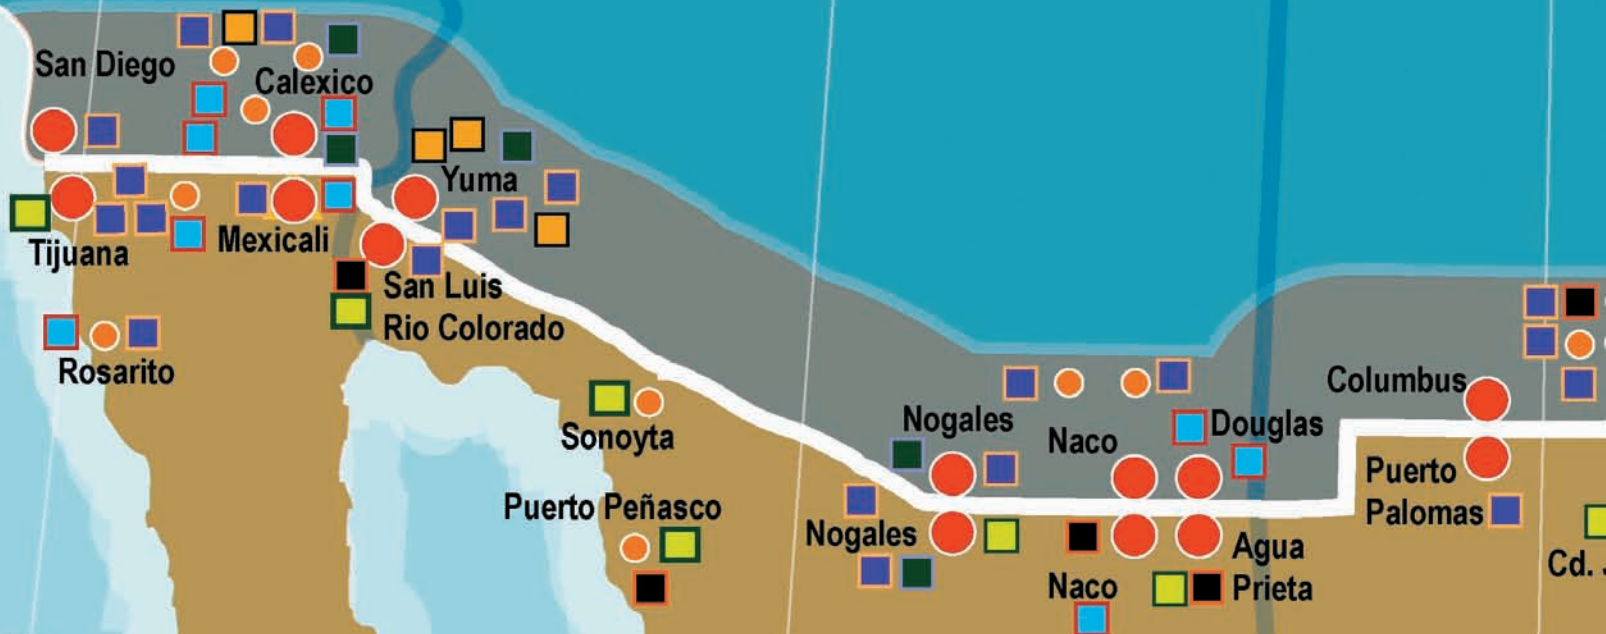 San Diego
Calexico
Yuma
Tijuana
Mexicali
San Luis
Rio Colorado
Rosarito
Sonoyta
Puerto Peñasco
Nogales
Naco
Douglas
Columbus
Puerto
Palomas
Nogales
Agua
Prieta
Naco
Cd.